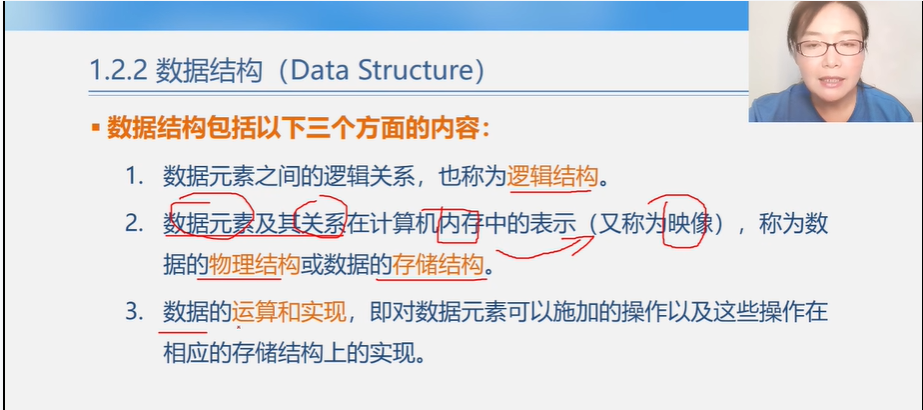 1.2.2 数据结构（Data Structure）
▪ 数据结构包括以下三个方面的内容：
1. 数据元素之间的逻辑关系，也称为逻辑结构。
2. 数据元素及其关系在计算机内存中的表示（又称为映像），称为数
据的物理结构或数据的存储结构。
3. 数据的运算和实现，即对数据元素可以施加的操作以及这些操作在
相应的存储结构上的实现。